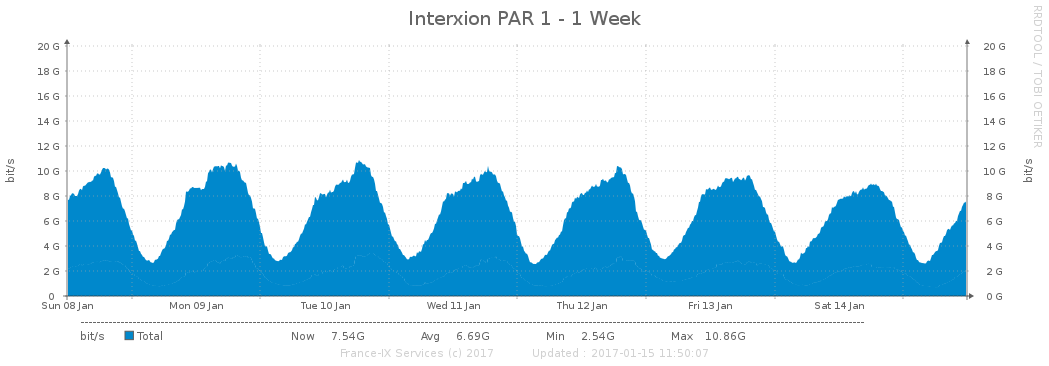 Interxion PAR 1 - 1 Week
RRDTOOL / TOBI OETIKER
bit/s
20 G 20 G
18 G 18 G
16 G 16 G
14 G 14 G
12 G 12 G
10 G 10 G
8 G 8 G
6 G 6 G
4 G 4 G
2 G 2 G
0 0 G
bit/s
Sun 08 Jan Mon 09 Jan Tue 10 Jan Wed 11 Jan Thu 12 Jan Fri 13 Jan Sat 14 Jan
bit/s Total Now 7.54G Avg 6.69G Min 2.54G Max 10.86G
France-IX Services (c) 2017 Updated : 2017-01-15 11:50:07